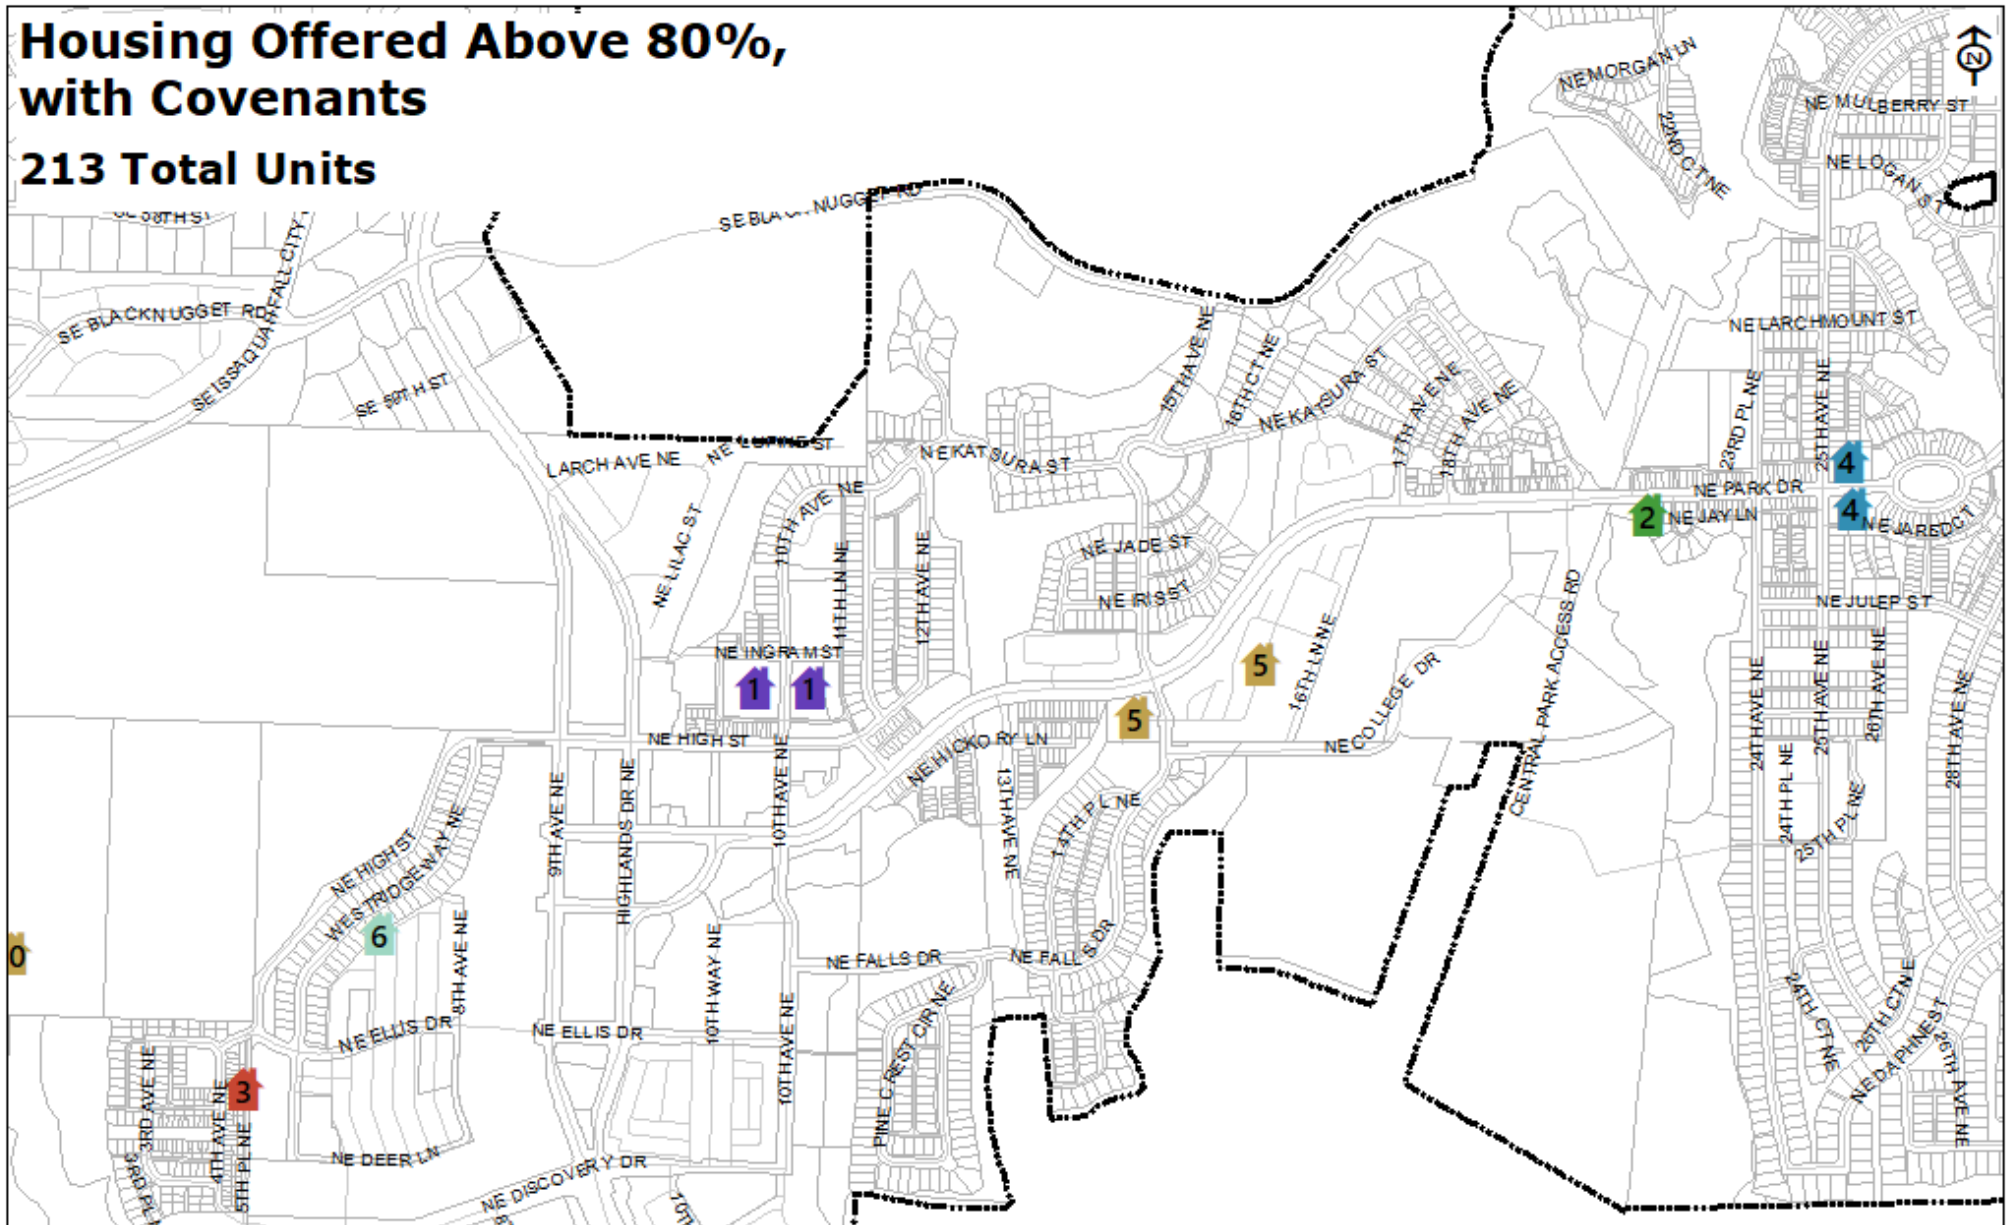 Housing Offered Above 80%,
with Covenants
213 Total Units
N
NE MORGAN LN
22ND CT NE
NE MULBERRY ST
NE LOGAN ST
SE ISSAQUAH FALL CITY
SE BLACK NUGGET RD
SE 59TH ST
15TH AVE NE
16TH CT NE
NE KATSURA ST
17TH AVE NE
18TH AVE NE
NE LARCHMOUNT ST
23RD PL NE
25TH AVE NE
LARCH AVE NE
NE LUPINE ST
NE KATSURA ST
10TH AVE NE
NE LILAC ST
11TH LN NE
12TH AVE NE
NE JADE ST
NE IRIS ST
4
NE PARK DR
2
NE JAY LN
4
NE JARED CT
NE JULEP ST
NE INGRAM ST
1
1
5
5
16TH LN NE
NE COLLEGE DR
CENTRAL PARK ACCESS RD
24TH AVE NE
25TH AVE NE
26TH AVE NE
28TH AVE NE
NE HIGH ST
10TH AVE NE
NE HICKORY LN
13TH AVE NE
14TH PL NE
24TH PL NE
25TH PL NE
NE HIGH ST
WESTRIDGE WAY NE
9TH AVE NE
HIGHLANDS DR NE
6
0
8TH AVE NE
10TH WAY NE
NE FALLS DR
NE FALLS DR
NE ELLIS DR
NE ELLIS DR
10TH AVE NE
PINE CREST CIR NE
24TH CT NE
26TH CT NE
NE DAPHNE ST
26TH AVE NE
3
3RD AVE NE
4TH AVE NE
5TH PL NE
3RD PL
NE DEER LN
NE DISCOVERY DR